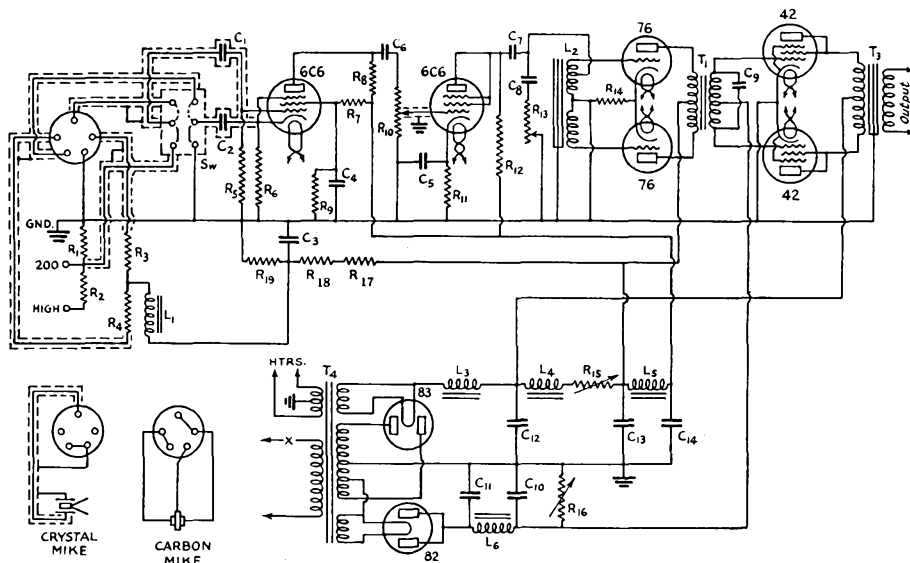 C1
6C6
C6
R8
R7
6C6
C7
C8
R13
L2
76
R14
76
T1
C9
42
42
T3
Output
C2
Sw
R5
R6
R9
C4
R10
C5
R11
R12
GND.
R1
200
R2
HIGH
R3
R4
L1
C3
R19
R18
R17
HTRS.
T4
83
L3
L4
R15
L5
C12
C13
C14
X
C11
C10
R16
L6
82
CRYSTAL
MIKE
CARBON
MIKE